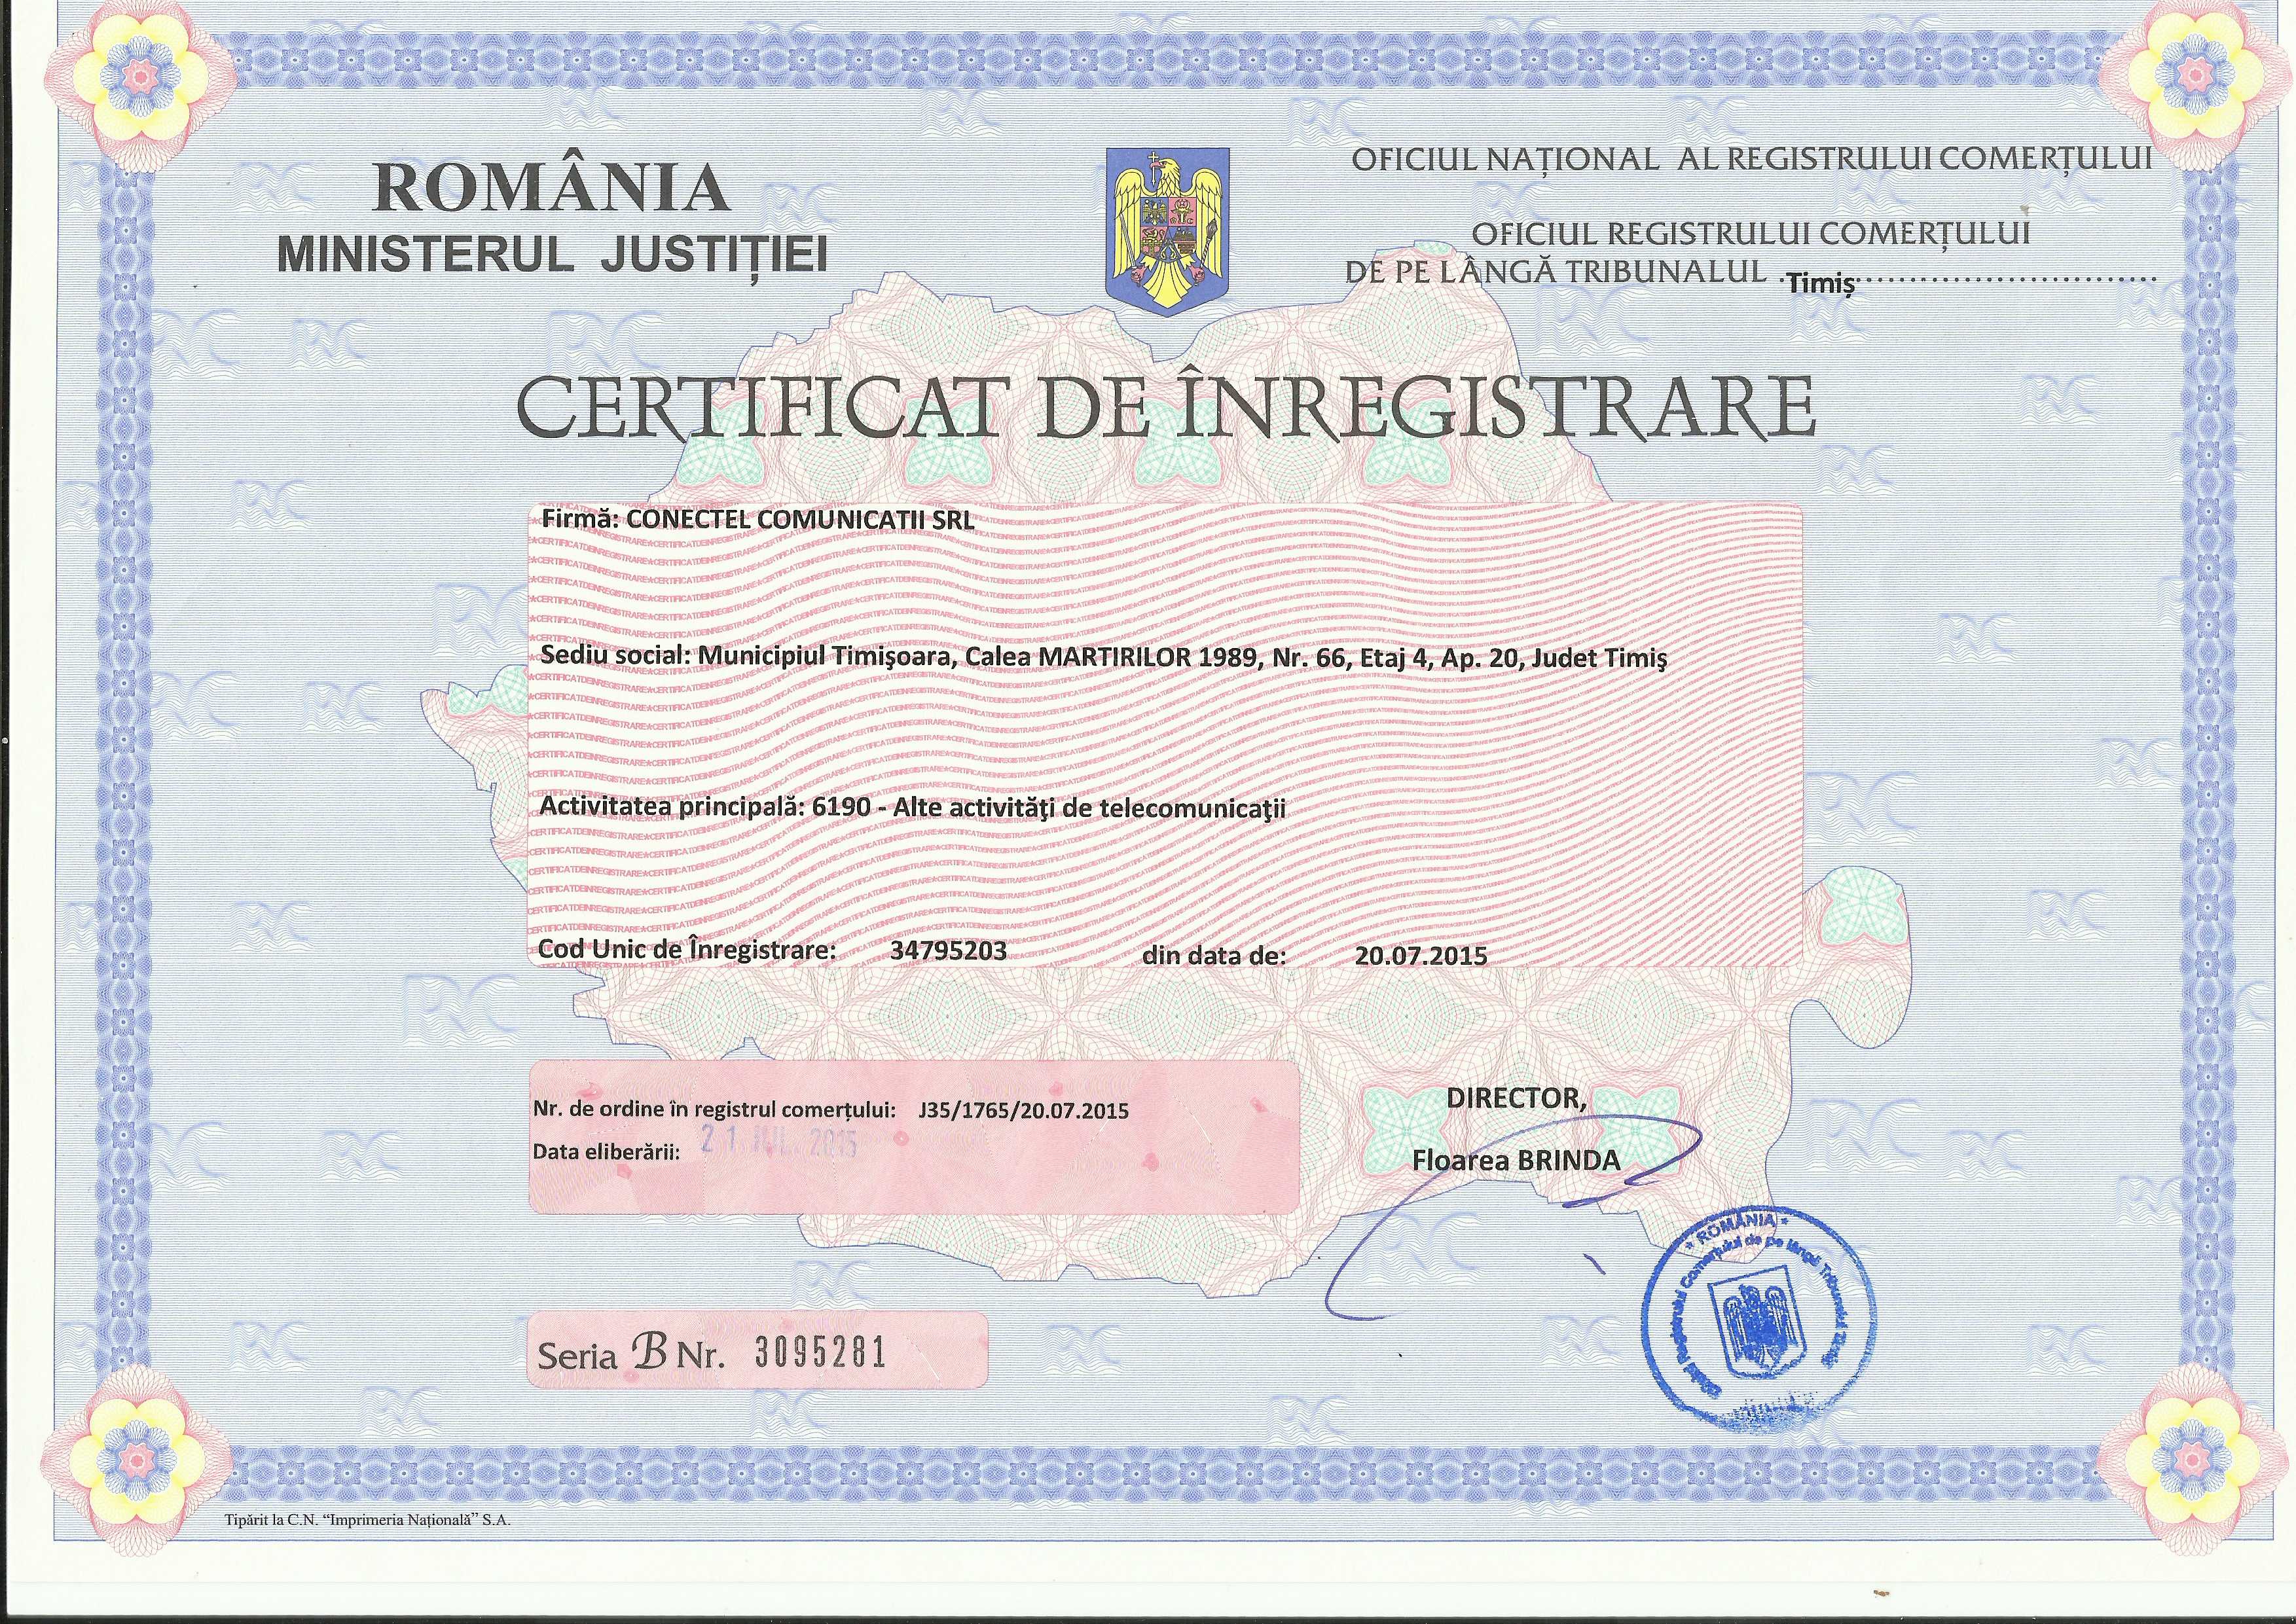 ROMÂNIA
MINISTERUL JUSTIȚIEI
OFICIUL NAȚIONAL AL REGISTRULUI COMERȚULUI
OFICIUL REGISTRULUI COMERȚULUI
DE PE LÂNGĂ TRIBUNALUL Timiș
CERTIFICAT DE ÎNREGISTRARE
Firmă: CONECTEL COMUNICATII SRL
Sediu social: Municipiul Timişoara, Calea MARTIRILOR 1989, Nr. 66, Etaj 4, Ap. 20, Judet Timiş
Activitatea principală: 6190 - Alte activităţi de telecomunicaţii
Cod Unic de Înregistrare: 34795203 din data de: 20.07.2015
Nr. de ordine în registrul comerțului: J35/1765/20.07.2015
Data eliberării: 21 IUL. 2015
DIRECTOR,
Floarea BRINDA
* ROMÂNIA *
Registrului Comerțului de pe lângă Tribunalul
Seria B Nr. 3095281
Tipărit la C.N. “Imprimeria Națională” S.A.